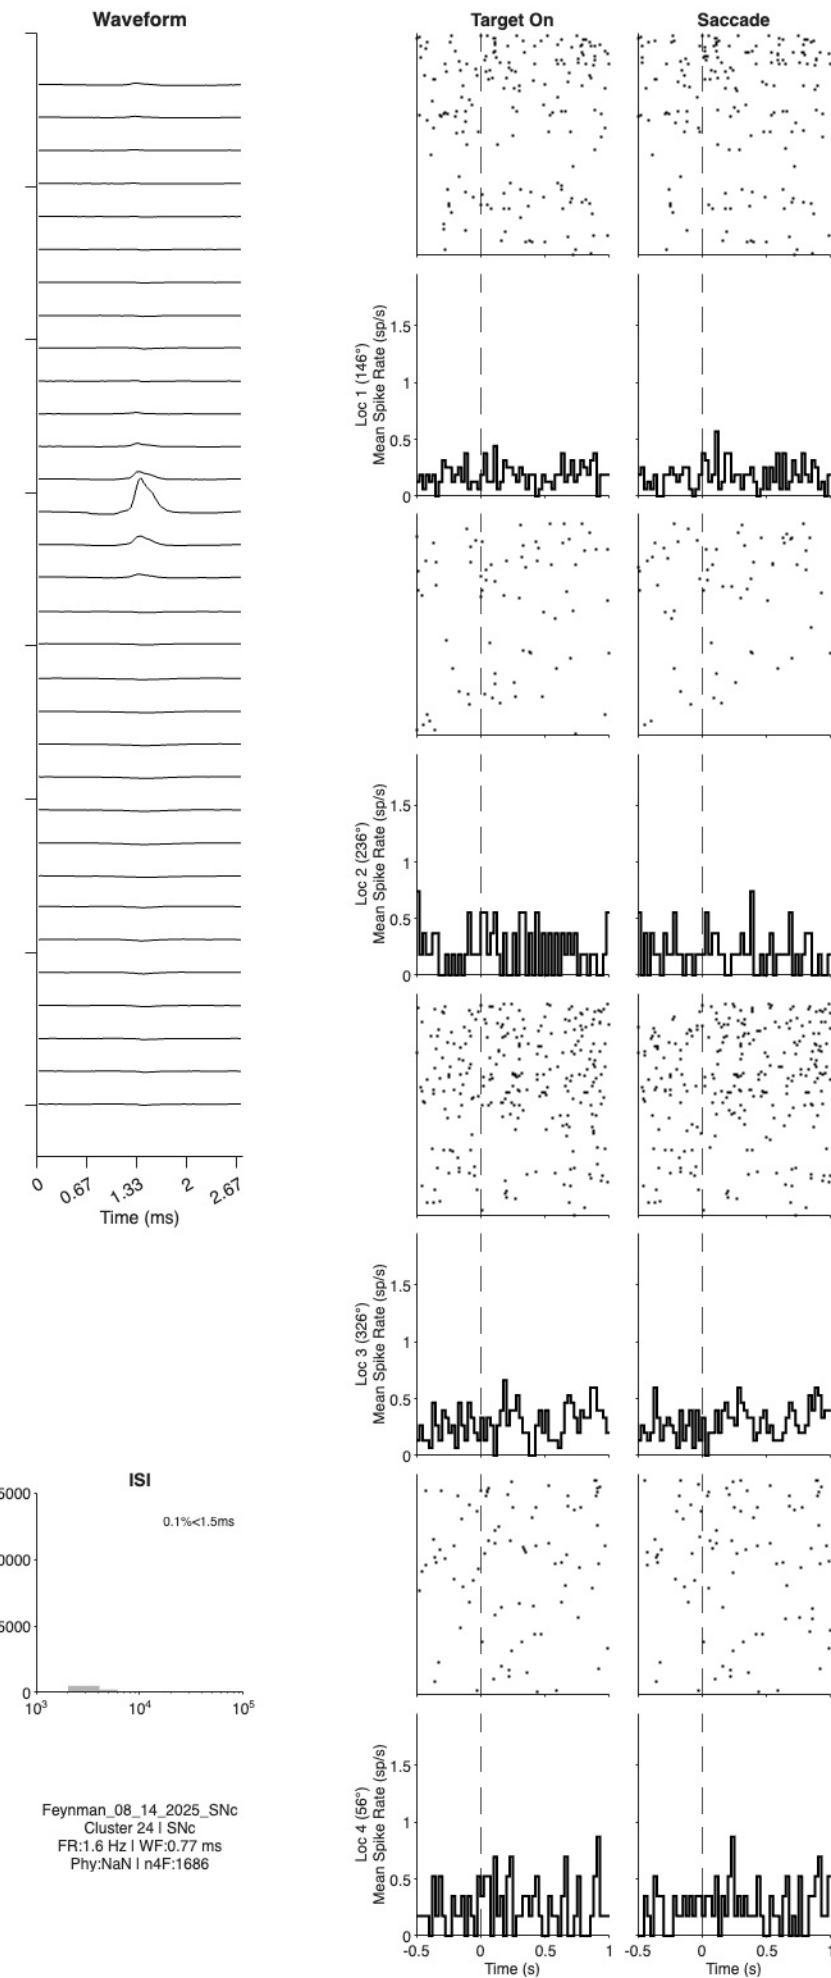 Waveform
Target On
Saccade
Loc 1 (146°)
Mean Spike Rate (sp/s)
1.5
1
0.5
0
Loc 2 (236°)
Mean Spike Rate (sp/s)
1.5
1
0.5
0
0
0.67
1.33
2
2.67
Time (ms)
Loc 3 (326°)
Mean Spike Rate (sp/s)
1.5
1
0.5
0
ISI
0.1%<1.5ms
5000
0000
5000
0
10³
10⁴
10⁵
Feynman_08_14_2025_SNc
Cluster 24 | SNc
FR:1.6 Hz | WF:0.77 ms
Phy:NaN | n4F:1686
Loc 4 (56°)
Mean Spike Rate (sp/s)
1.5
1
0.5
0
-0.5 0 0.5 1
Time (s)
-0.5 0 0.5 1
Time (s)